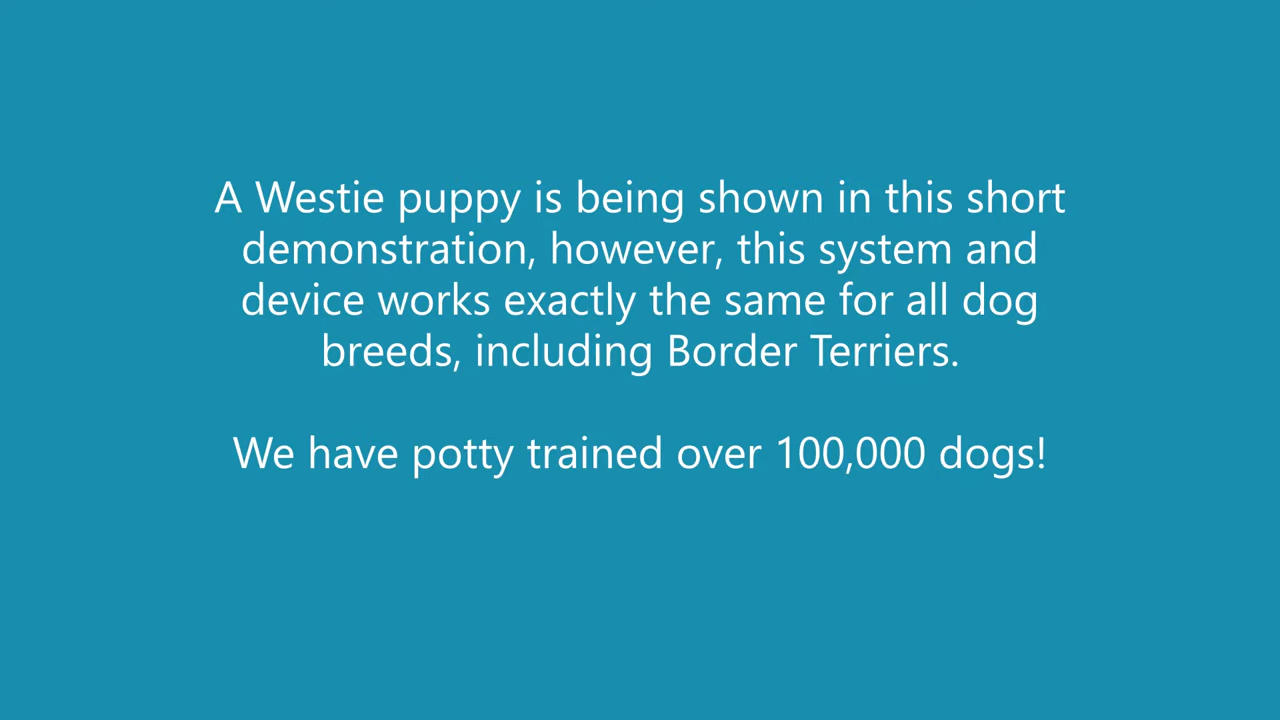 A Westie puppy is being shown in this short
demonstration, however, this system and
device works exactly the same for all dog
breeds, including Border Terriers.
We have potty trained over 100,000 dogs!